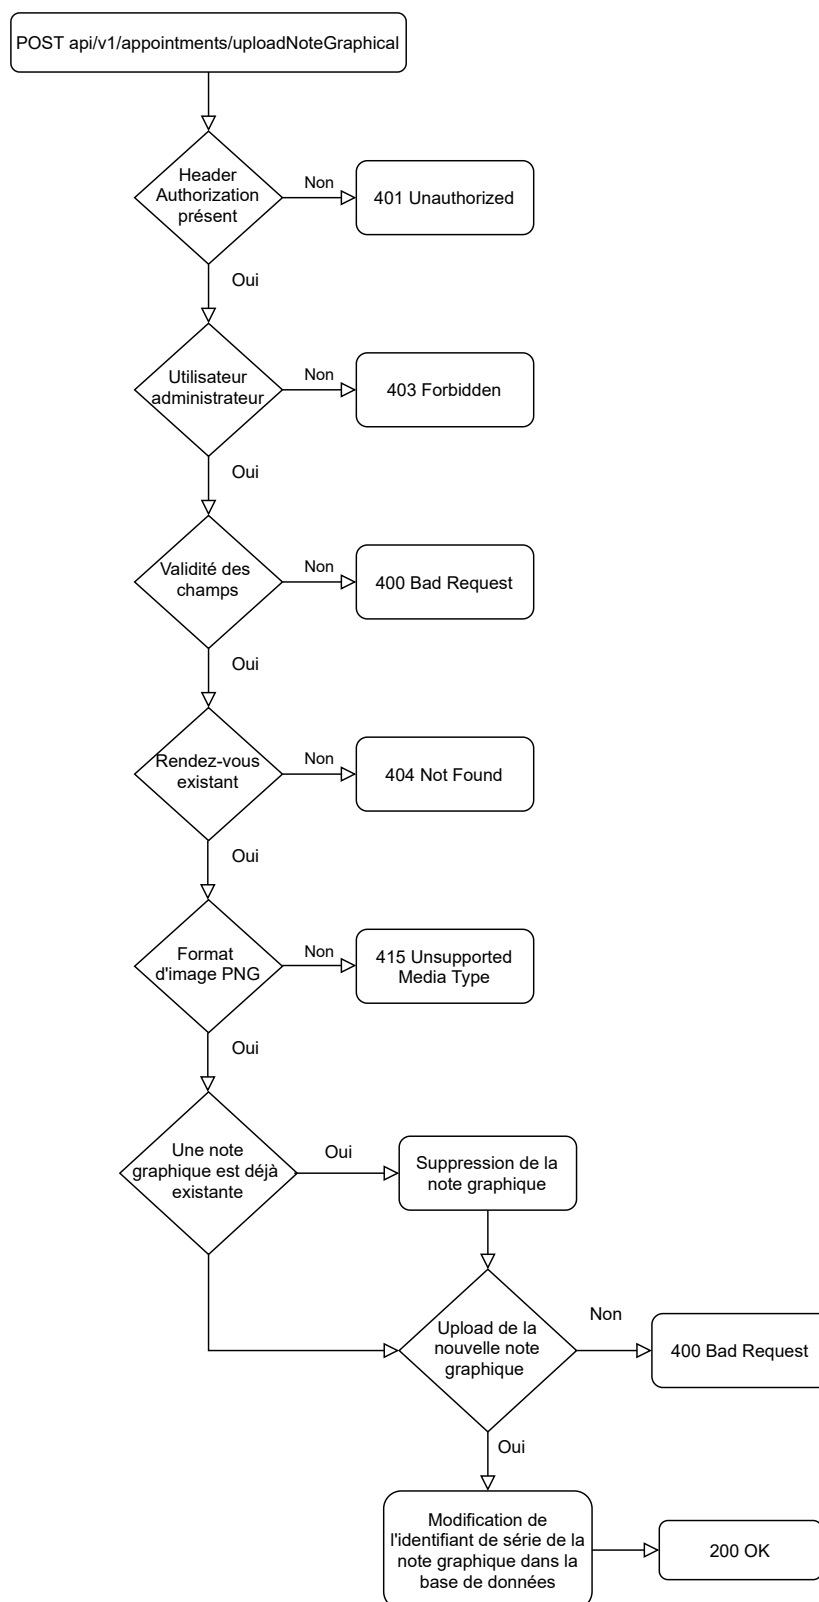 POST api/v1/appointments/uploadNoteGraphical
Header
Authorization
présent
Non
401 Unauthorized
Oui
Utilisateur
administrateur
Non
403 Forbidden
Oui
Validité des
champs
Non
400 Bad Request
Oui
Rendez-vous
existant
Non
404 Not Found
Oui
Format
d'image PNG
Non
415 Unsupported
Media Type
Oui
Une note
graphique est déjà
existante
Oui
Suppression de la
note graphique
Upload de la
nouvelle note
graphique
Non
400 Bad Request
Oui
Modification de
l'identifiant de série de la
note graphique dans la
base de données
200 OK